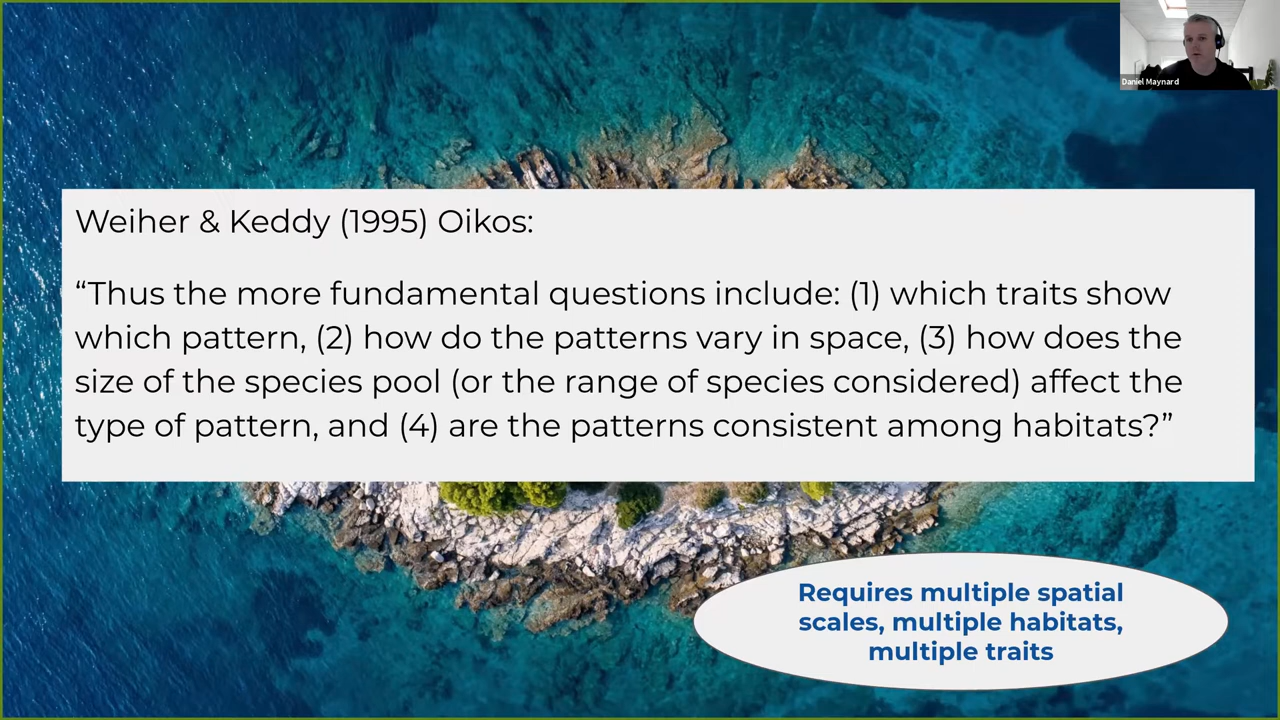 Daniel Maynard
Weiher & Keddy (1995) Oikos:
“Thus the more fundamental questions include: (1) which traits show
which pattern, (2) how do the patterns vary in space, (3) how does the
size of the species pool (or the range of species considered) affect the
type of pattern, and (4) are the patterns consistent among habitats?”
Requires multiple spatial
scales, multiple habitats,
multiple traits